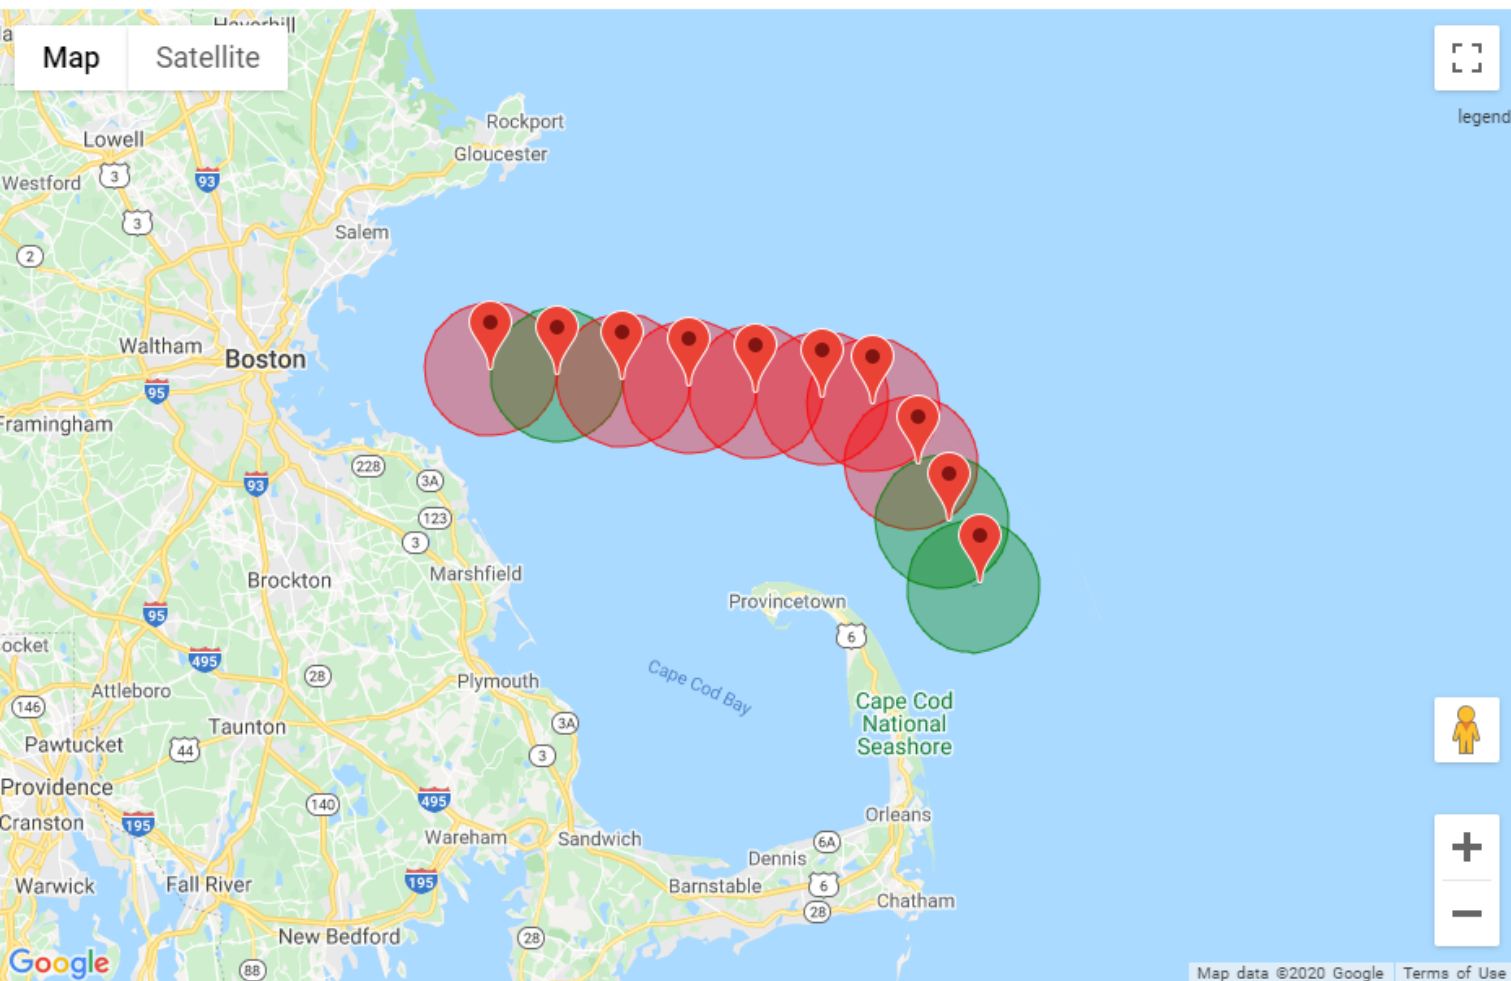 Haverhill
Map
Satellite
legend
Rockport
Lowell
Gloucester
3
93
Westford
3
Salem
2
Waltham
Boston
95
Framingham
228
3A
93
123
3
Marshfield
Brockton
Provincetown
95
6
ocket
495
28
Plymouth
Cape Cod Bay
Attleboro
146
Cape Cod
National
Seashore
3A
Taunton
Pawtucket
44
3
Providence
495
140
Orleans
Cranston
195
Wareham
Sandwich
6A
Dennis
Warwick
Fall River
195
Barnstable
6
Chatham
28
New Bedford
28
Google
88
Map data ©2020 Google
Terms of Use